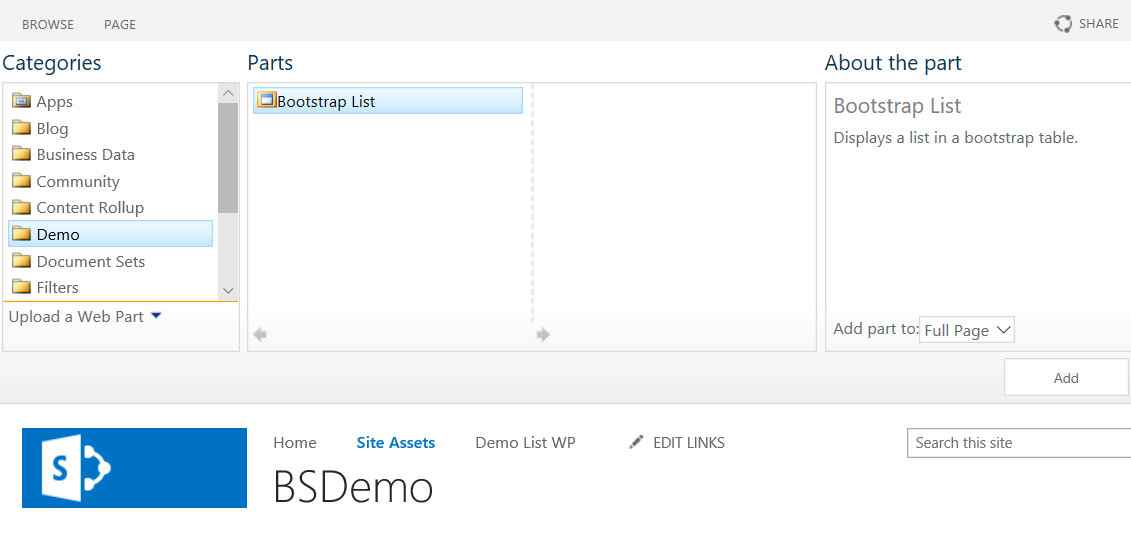 BROWSE PAGE SHARE
Categories Parts About the part
Apps
Blog
Business Data
Community
Content Rollup
Demo
Document Sets
Filters
Upload a Web Part
Bootstrap List
Bootstrap List
Displays a list in a bootstrap table.
Add part to: Full Page
Add
S
Home Site Assets Demo List WP EDIT LINKS Search this site
BSDemo